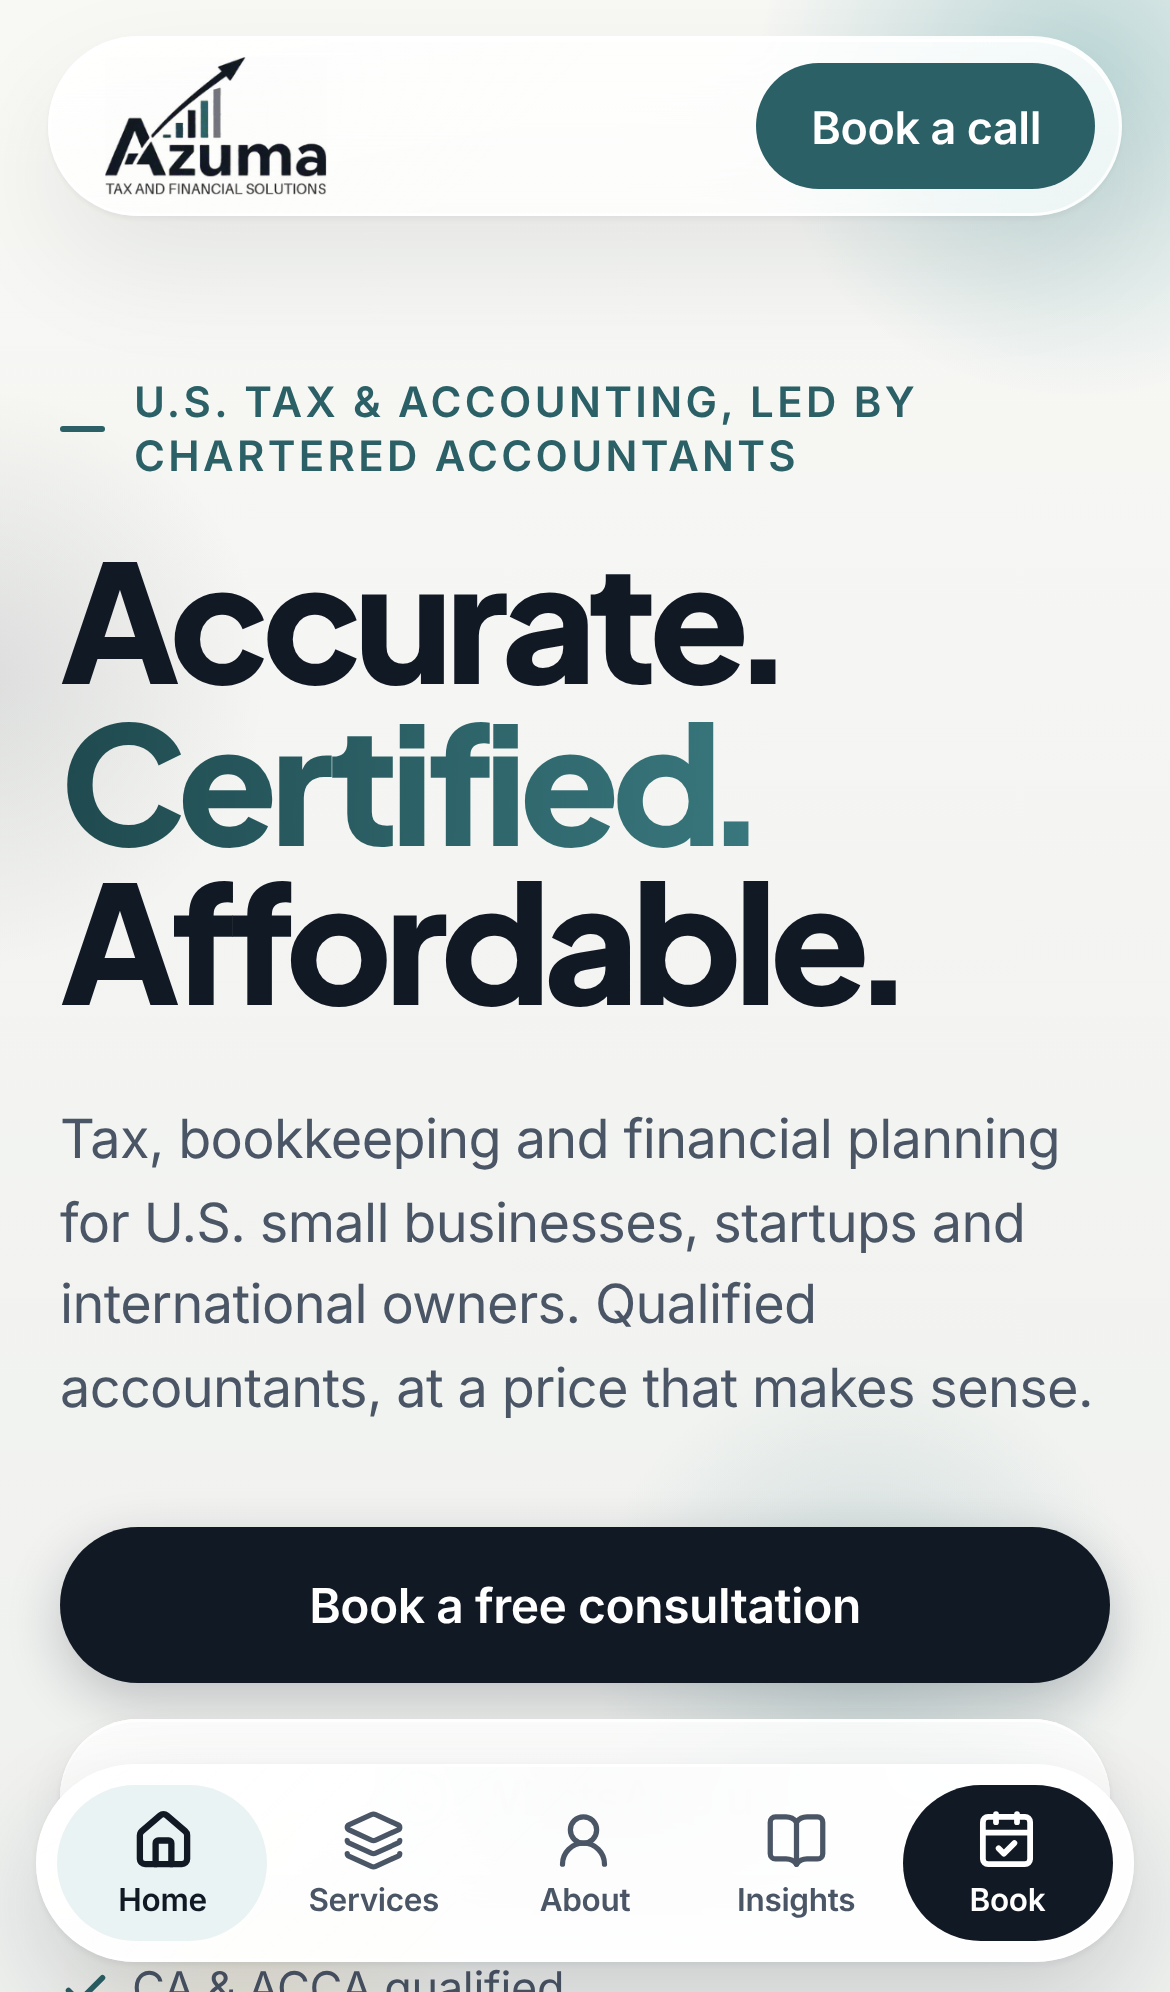 Azuma
TAX AND FINANCIAL SOLUTIONS
Book a call
U.S. TAX & ACCOUNTING, LED BY
CHARTERED ACCOUNTANTS
Accurate.
Certified.
Affordable.
Tax, bookkeeping and financial planning
for U.S. small businesses, startups and
international owners. Qualified
accountants, at a price that makes sense.
Book a free consultation
Home
Services
About
Insights
Book
CA & ACCA qualified